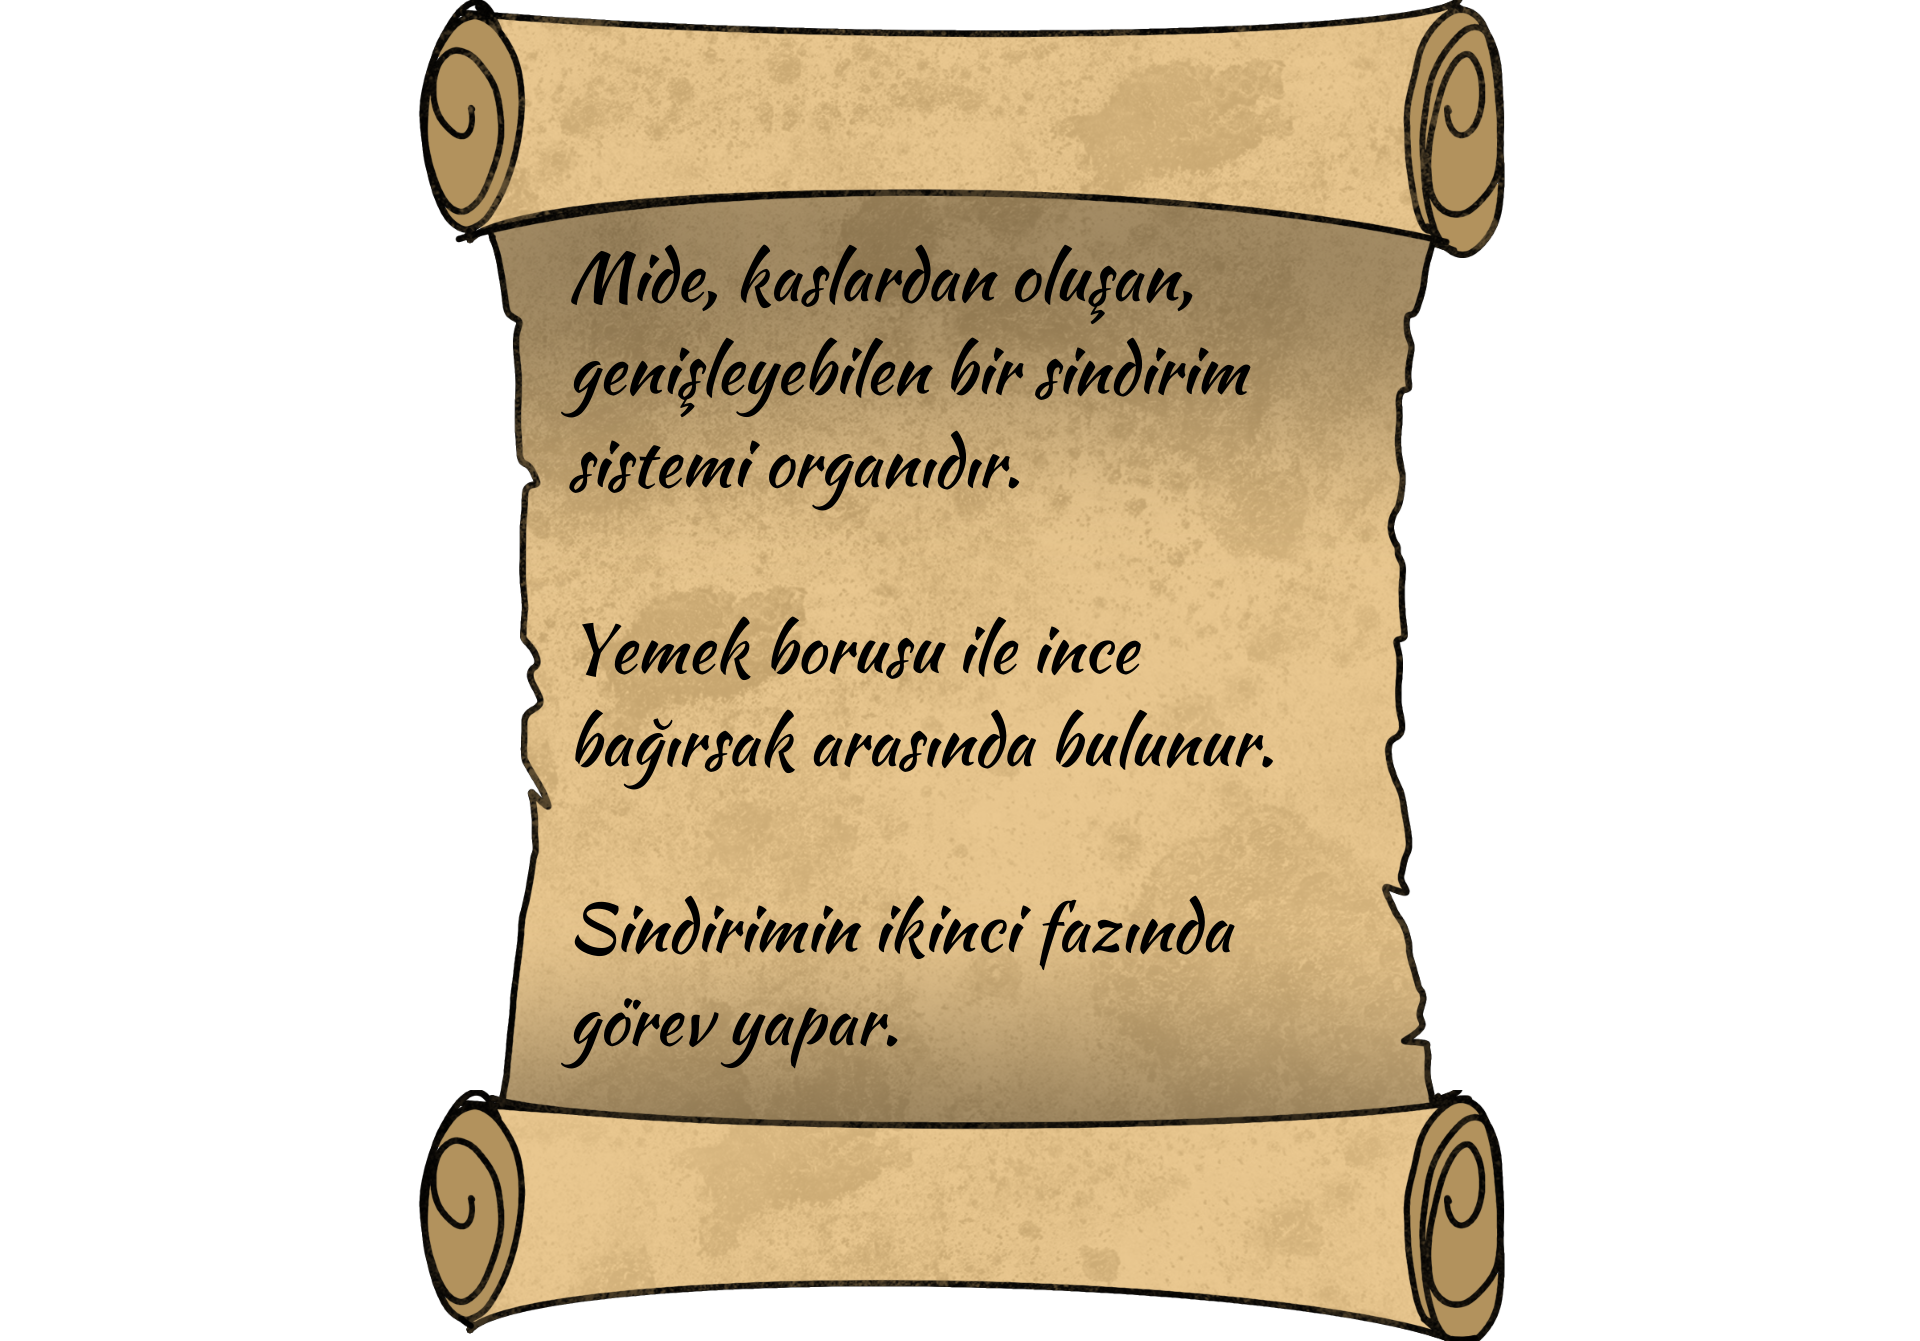 Mide, kaslardan oluşan,
genişleyebilen bir sindirim
sistemi organıdır.
Yemek borusu ile ince
bağırsak arasında bulunur.
Sindirimin ikinci fazında
görev yapar.